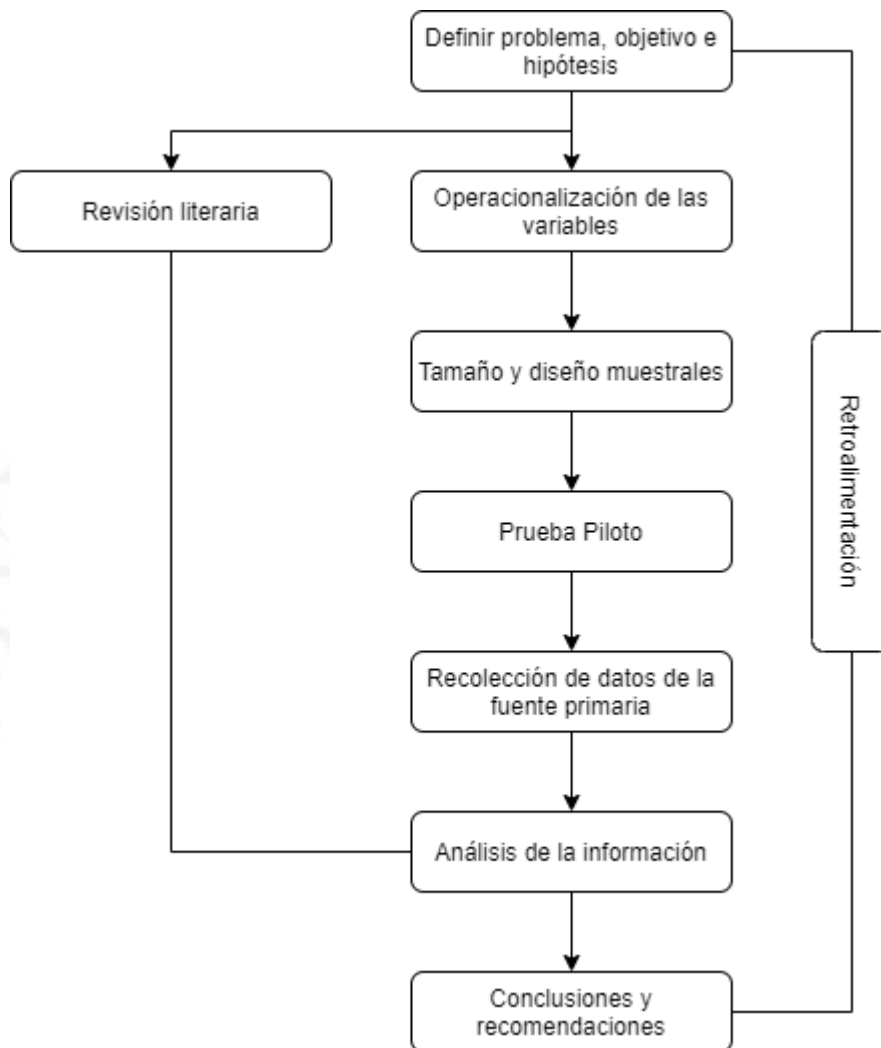 Definir problema, objetivo e
hipótesis
Revisión literaria
Operacionalización de las
variables
Tamaño y diseño muestrales
Prueba Piloto
Recolección de datos de la
fuente primaria
Análisis de la información
Conclusiones y
recomendaciones
Retroalimentación